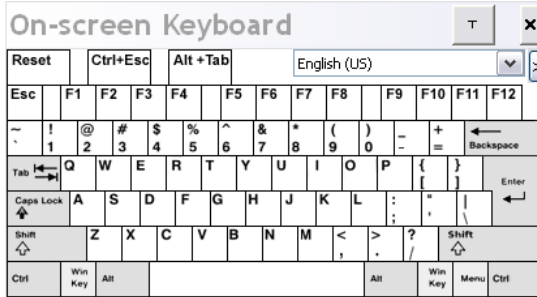 On-screen Keyboard T ×
Reset Ctrl+Esc Alt +Tab English (US)
Esc F1 F2 F3 F4 F5 F6 F7 F8 F9 F10 F11 F12
~ ! @ # $ % ^ & * ( ) _ +
` 1 2 3 4 5 6 7 8 9 0 - = Backspace
Tab Q W E R T Y U I O P { }
[ ] Enter
Caps Lock A S D F G H J K L : " |
; ' \
Shift Z X C V B N M < > ? Shift
, . /
Ctrl Win Key Alt Alt Win Key Menu Ctrl